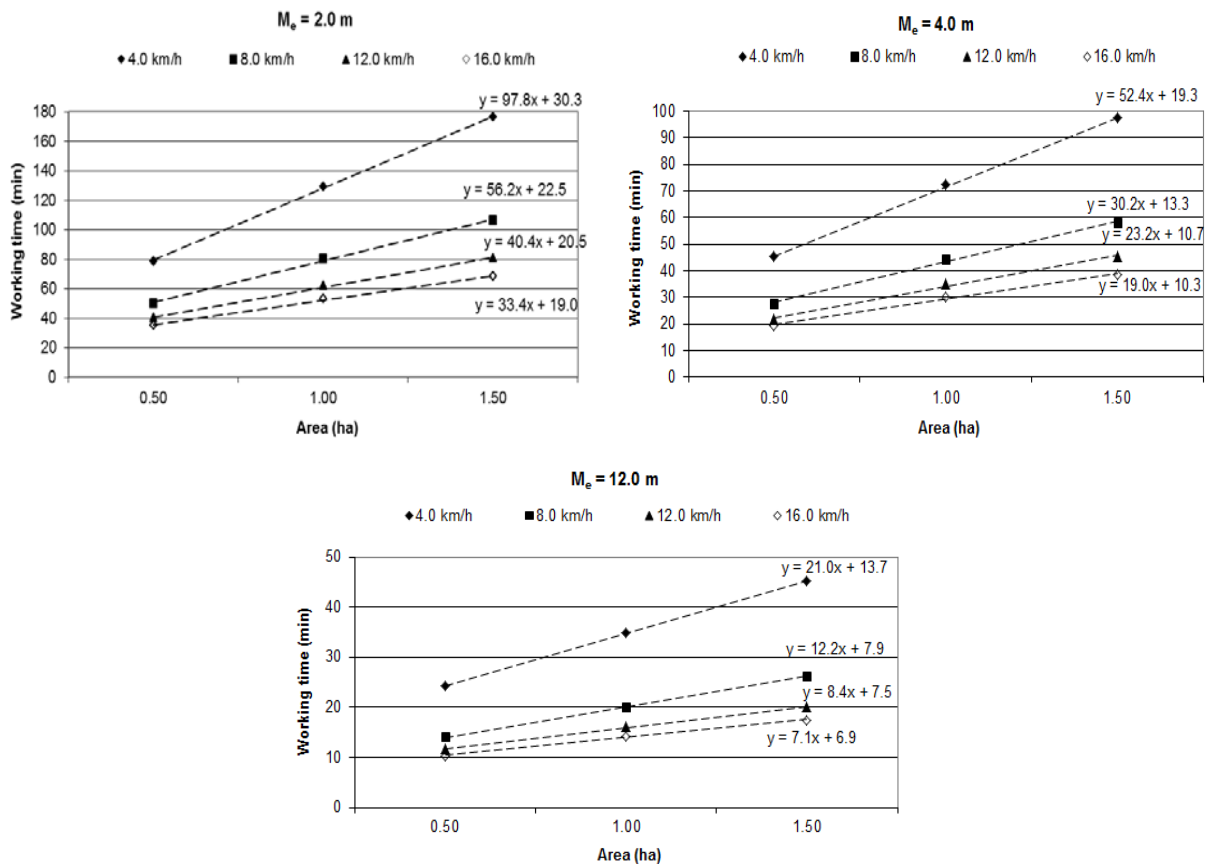 Mₑ = 2.0 m
4.0 km/h 8.0 km/h 12.0 km/h 16.0 km/h
Working time (min)
180
160
140
120
100
80
60
40
20
0
y = 97.8x + 30.3
y = 56.2x + 22.5
y = 40.4x + 20.5
y = 33.4x + 19.0
0.50 1.00 1.50
Area (ha)
Mₑ = 4.0 m
4.0 km/h 8.0 km/h 12.0 km/h 16.0 km/h
Working time (min)
100
90
80
70
60
50
40
30
20
10
0
y = 52.4x + 19.3
y = 30.2x + 13.3
y = 23.2x + 10.7
y = 19.0x + 10.3
0.50 1.00 1.50
Area (ha)
Mₑ = 12.0 m
4.0 km/h 8.0 km/h 12.0 km/h 16.0 km/h
Working time (min)
50
40
30
20
10
0
y = 21.0x + 13.7
y = 12.2x + 7.9
y = 8.4x + 7.5
y = 7.1x + 6.9
0.50 1.00 1.50
Area (ha)